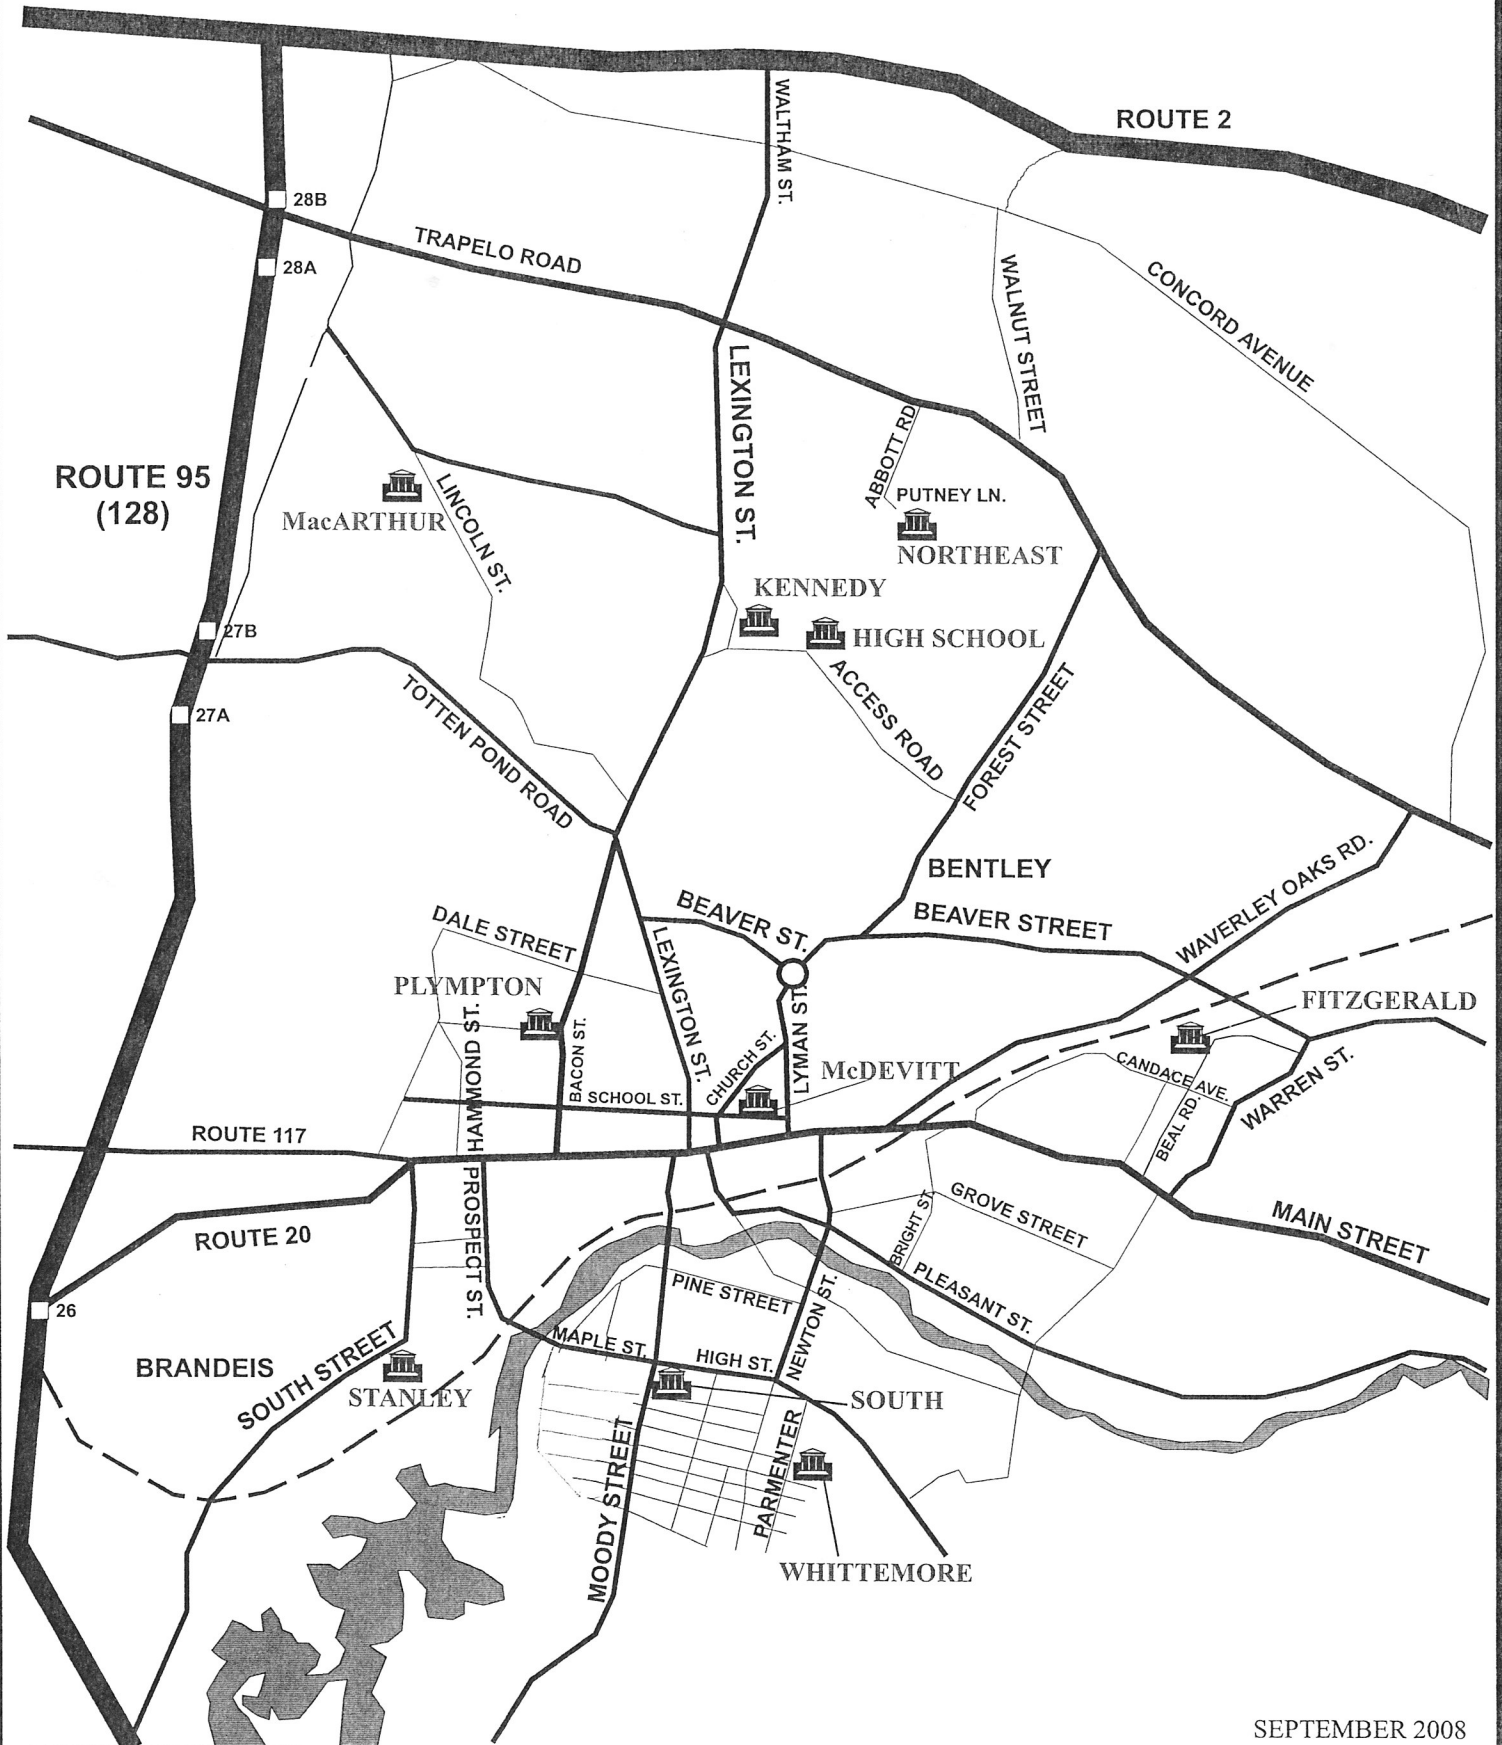 ROUTE 2
WALTHAM ST.
28B
TRAPELO ROAD
28A
CONCORD AVENUE
WALNUT STREET
LEXINGTON ST.
ABBOTT RD
ROUTE 95
(128)
PUTNEY LN.
LINCOLN ST.
MacARTHUR
NORTHEAST
KENNEDY
27B
HIGH SCHOOL
ACCESS ROAD
FOREST STREET
TOTTEN POND ROAD
27A
BENTLEY
WAVERLEY OAKS RD.
BEAVER ST.
BEAVER STREET
DALE STREET
LEXINGTON ST.
PLYMPTON
FITZGERALD
HAMMOND ST.
BACON ST.
LYMAN ST.
CHURCH ST.
McDEVITT
CANDACE AVE.
WARREN ST.
SCHOOL ST.
BEAL RD.
ROUTE 117
PROSPECT ST.
GROVE STREET
BRIGHT ST.
MAIN STREET
ROUTE 20
PLEASANT ST.
PINE STREET
NEWTON ST.
26
MAPLE ST.
HIGH ST.
BRANDEIS
SOUTH STREET
STANLEY
SOUTH
MOODY STREET
PARMENTER
WHITTEMORE
SEPTEMBER 2008